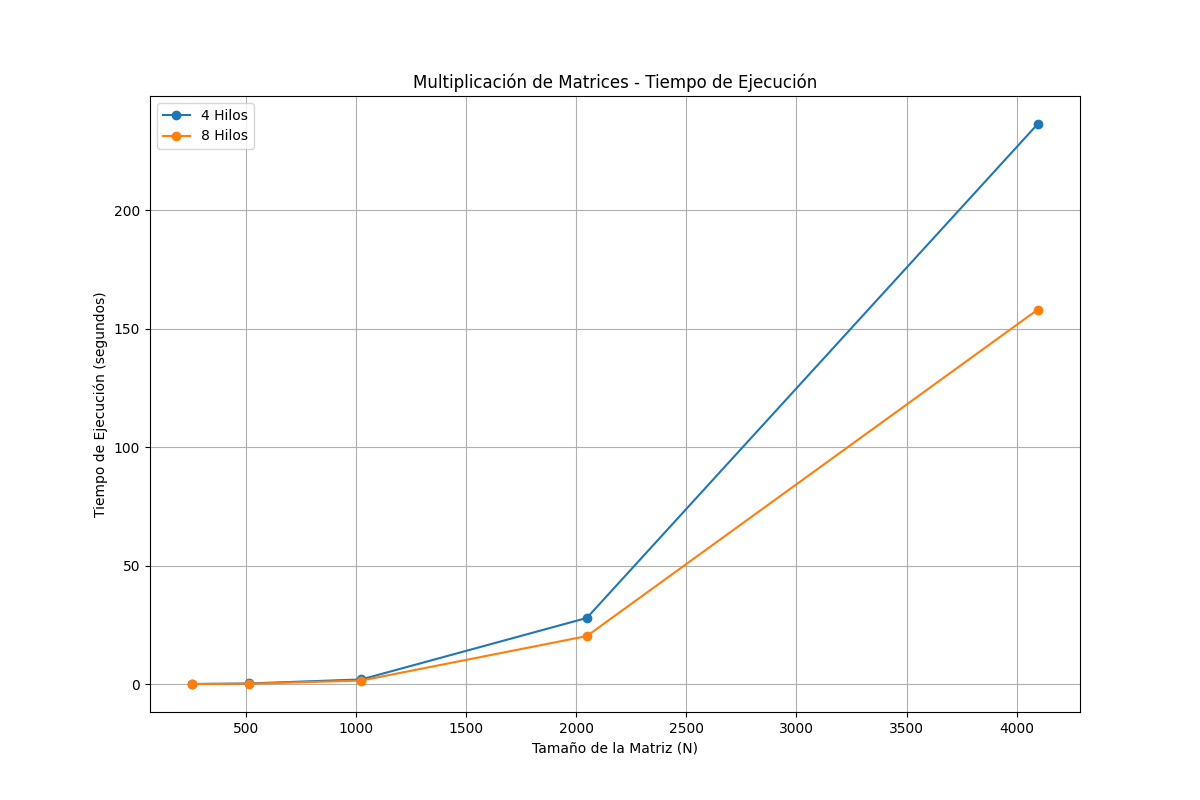 Multiplicación de Matrices - Tiempo de Ejecución
4 Hilos
8 Hilos
Tiempo de Ejecución (segundos)
200
150
100
50
0
500 1000 1500 2000 2500 3000 3500 4000
Tamaño de la Matriz (N)